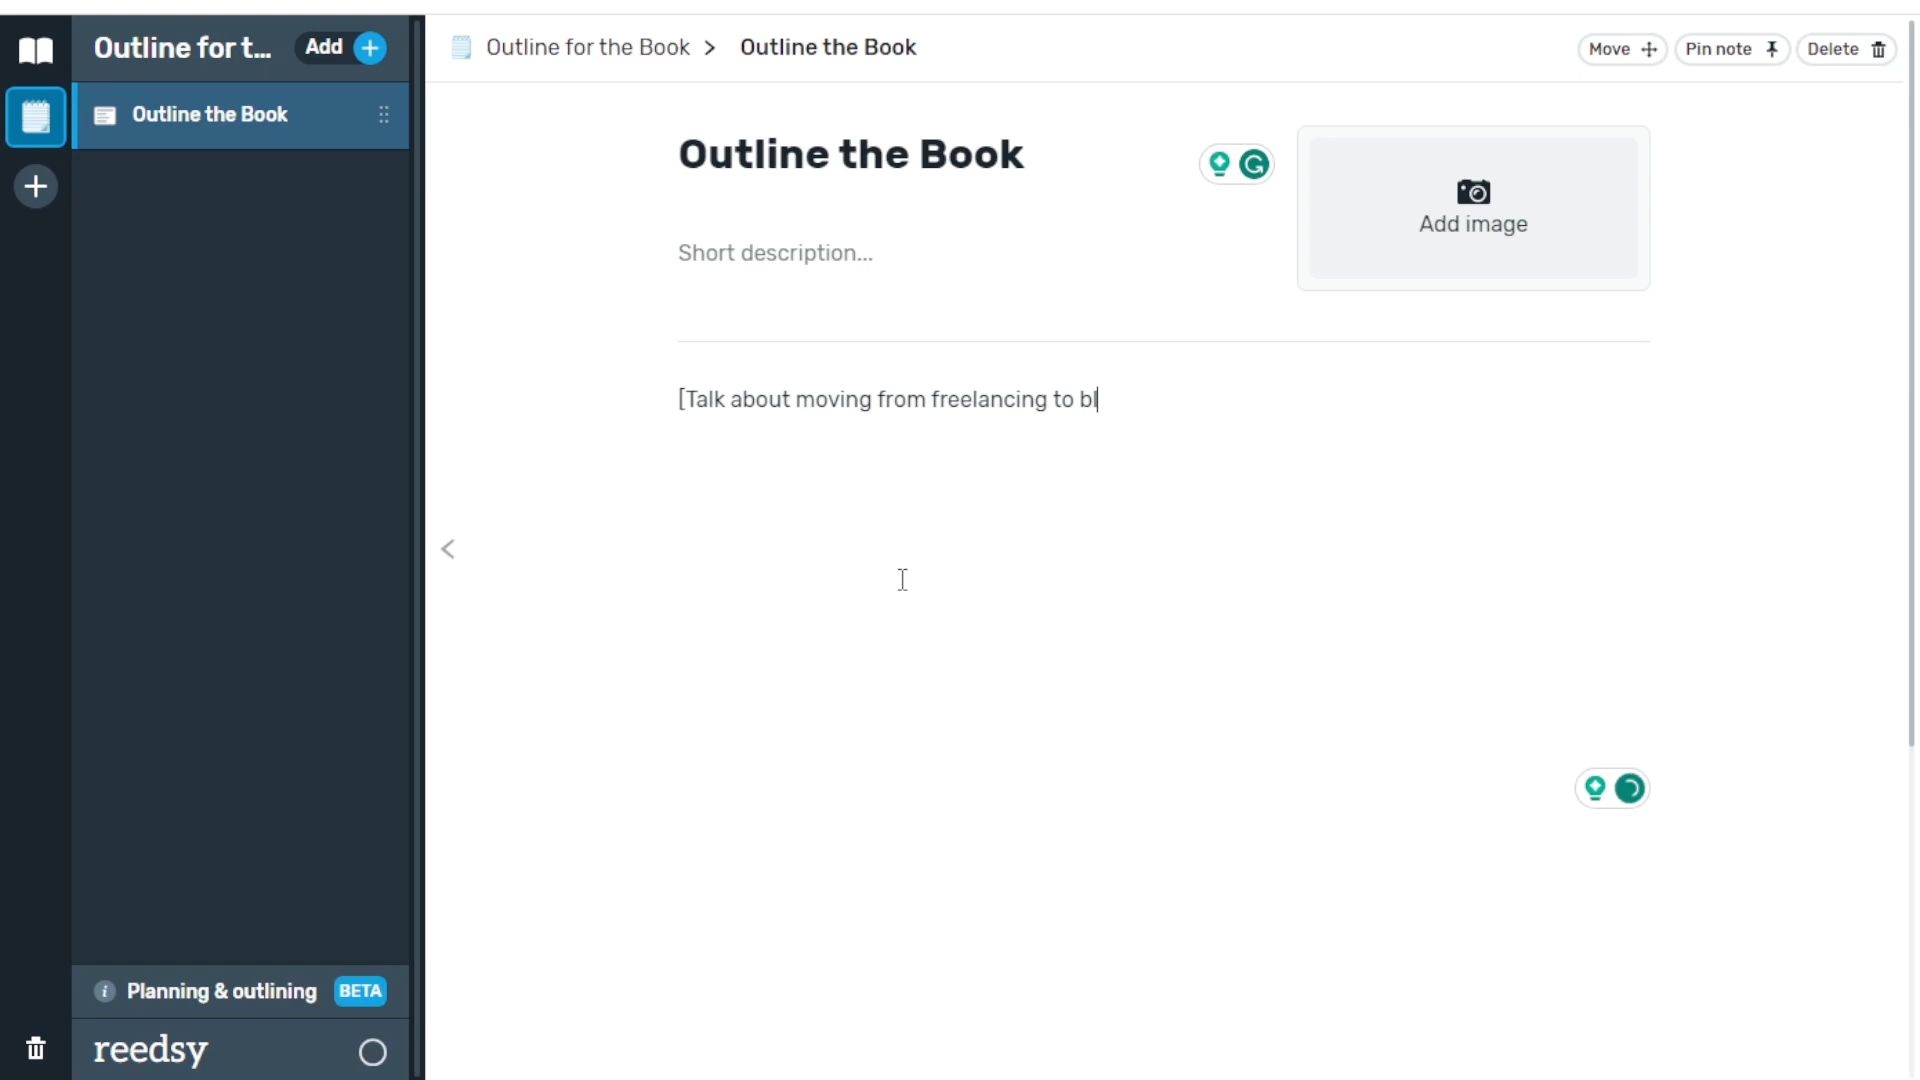 Outline for t...
Add
Outline the Book
Planning & outlining
BETA
reedsy
Outline for the Book > Outline the Book
Move
Pin note
Delete
Outline the Book
Add image
Short description...
[Talk about moving from freelancing to bl